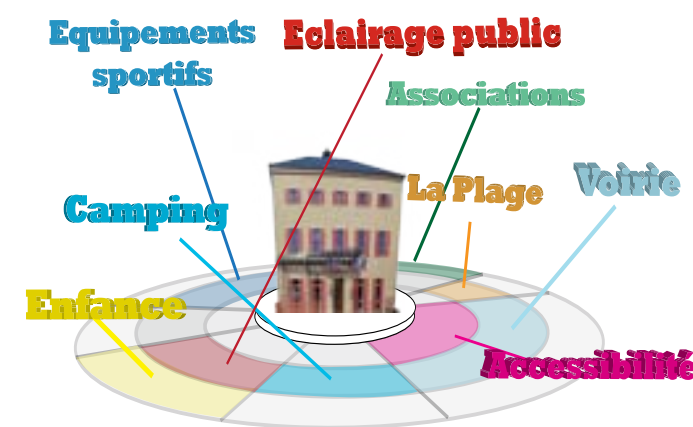 Equipements
sportifs
Eclairage public
Associations
La Plage
Voirie
Camping
Enfance
Accessibilité